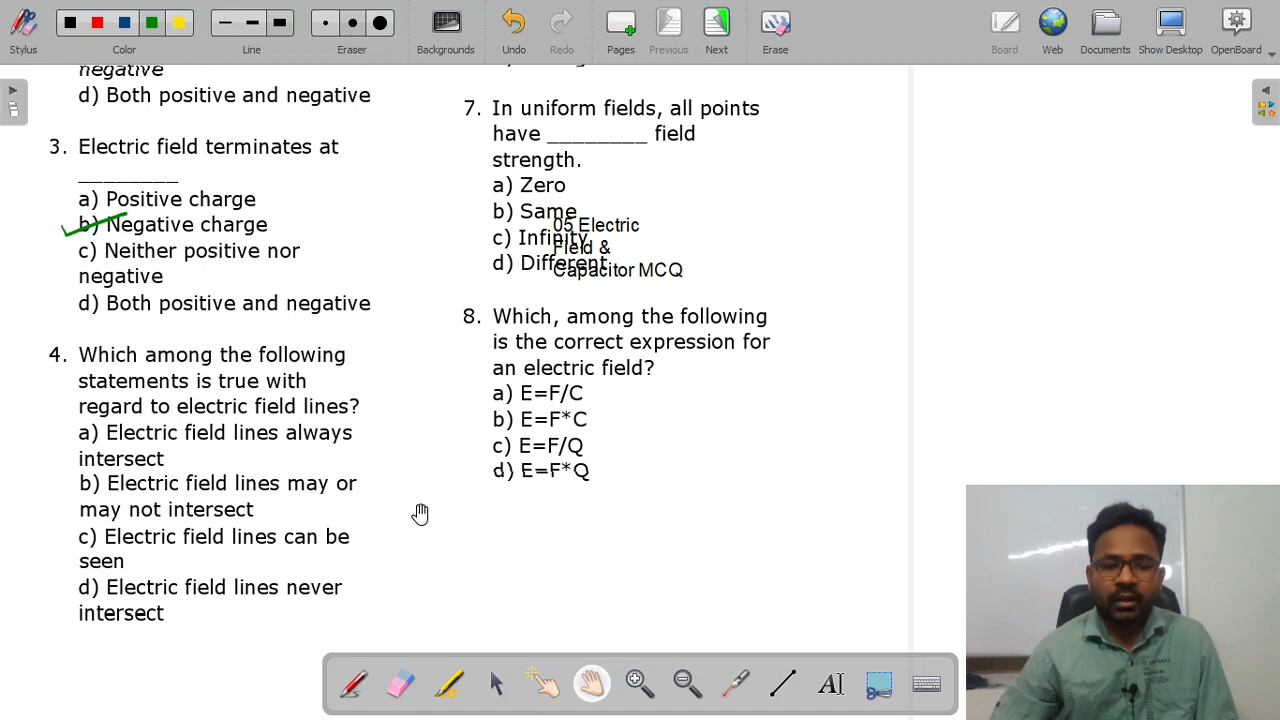 Stylus
Color
Line
Eraser
Backgrounds
Undo
Redo
Pages
Previous
Next
Erase
Board
Web
Documents
Show Desktop
OpenBoard
negative
d) Both positive and negative
3. Electric field terminates at
________
a) Positive charge
b) Negative charge
c) Neither positive nor
negative
d) Both positive and negative
4. Which among the following
statements is true with
regard to electric field lines?
a) Electric field lines always
intersect
b) Electric field lines may or
may not intersect
c) Electric field lines can be
seen
d) Electric field lines never
intersect
7. In uniform fields, all points
have ________ field
strength.
a) Zero
b) Same
c) Infinity
d) Different
05 Electric
Field &
Capacitor MCQ
8. Which, among the following
is the correct expression for
an electric field?
a) E=F/C
b) E=F*C
c) E=F/Q
d) E=F*Q
AI